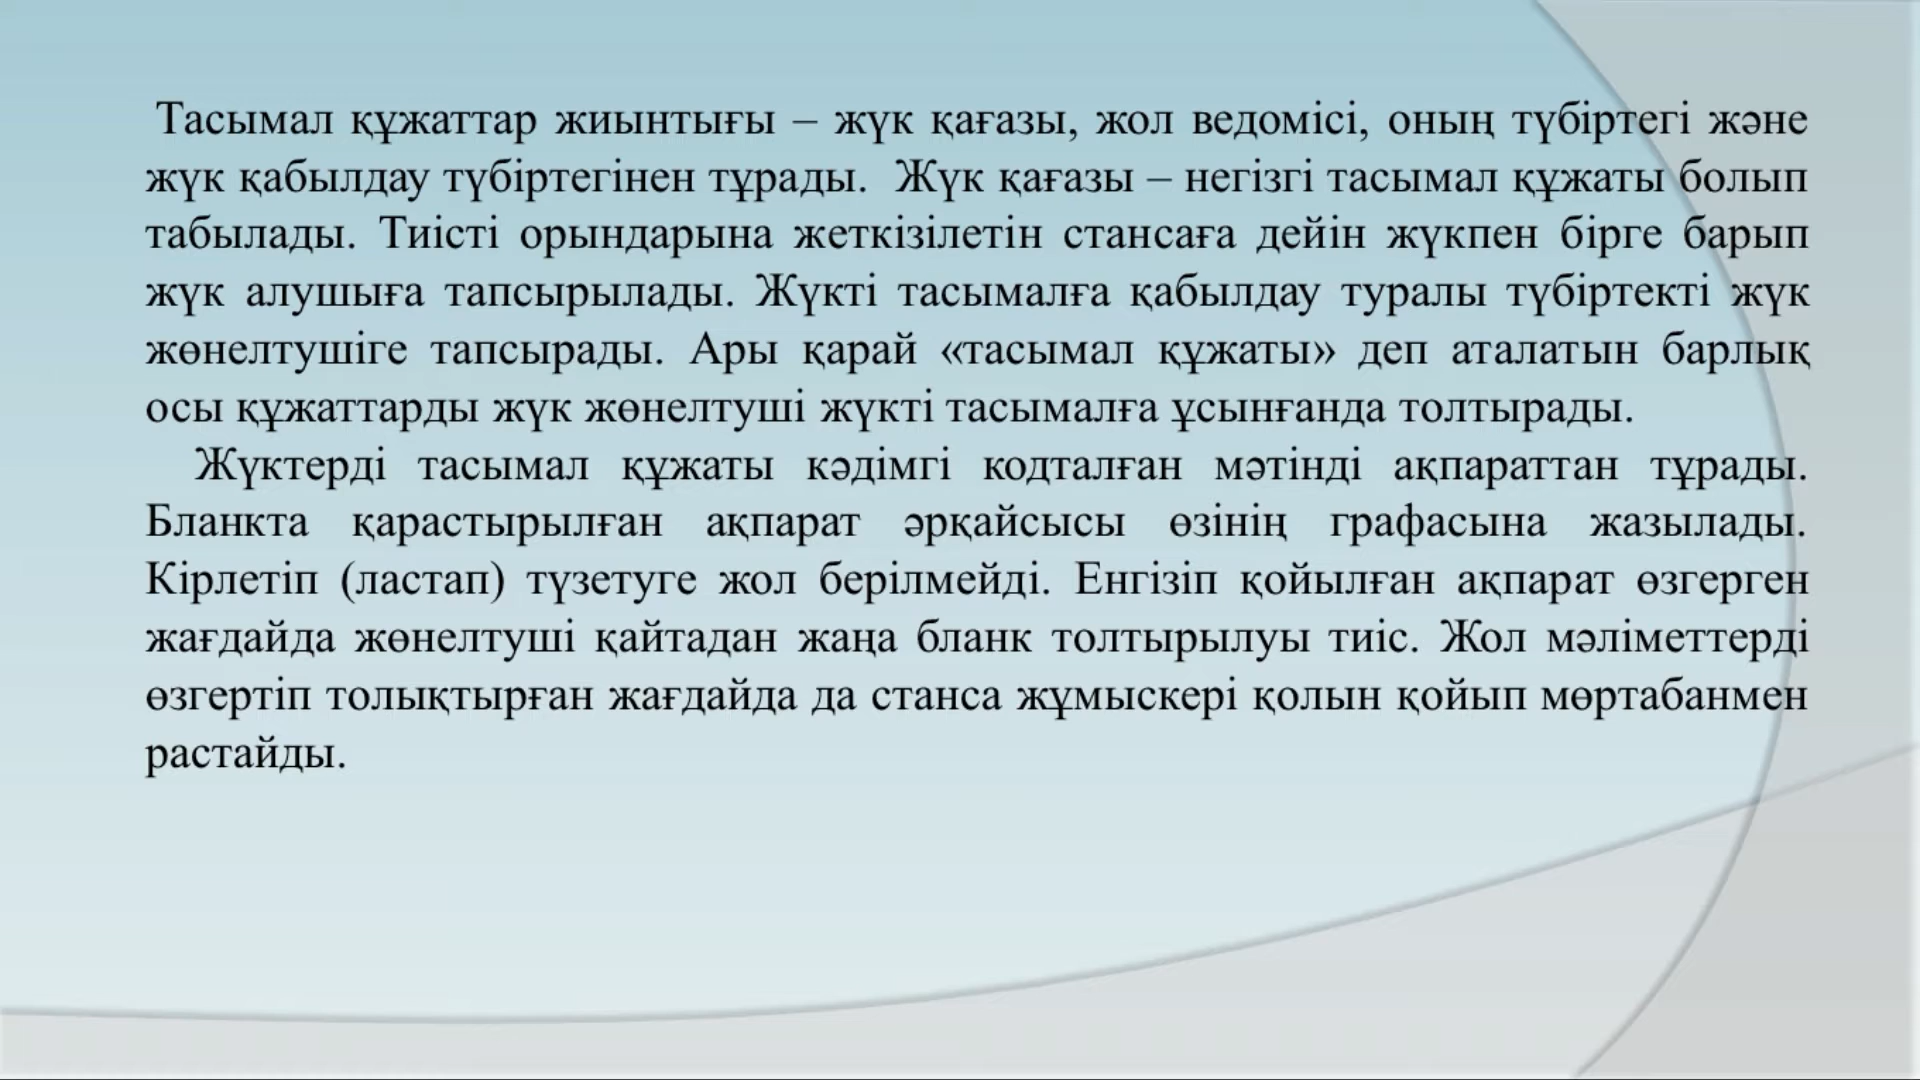 Тасымал құжаттар жиынтығы – жүк қағазы, жол ведомісі, оның түбіртегі және
жүк қабылдау түбіртегінен тұрады. Жүк қағазы – негізгі тасымал құжаты болып
табылады. Тиісті орындарына жеткізілетін стансаға дейін жүкпен бірге барып
жүк алушыға тапсырылады. Жүкті тасымалға қабылдау туралы түбіртекті жүк
жөнелтушіге тапсырады. Ары қарай «тасымал құжаты» деп аталатын барлық
осы құжаттарды жүк жөнелтуші жүкті тасымалға ұсынғанда толтырады.
Жүктерді тасымал құжаты кәдімгі кодталған мәтінді ақпараттан тұрады.
Бланкта қарастырылған ақпарат әрқайсысы өзінің графасына жазылады.
Кірлетіп (ластап) түзетуге жол берілмейді. Енгізіп қойылған ақпарат өзгерген
жағдайда жөнелтуші қайтадан жаңа бланк толтырылуы тиіс. Жол мәліметтерді
өзгертіп толықтырған жағдайда да станса жұмыскері қолын қойып мөртабанмен
растайды.